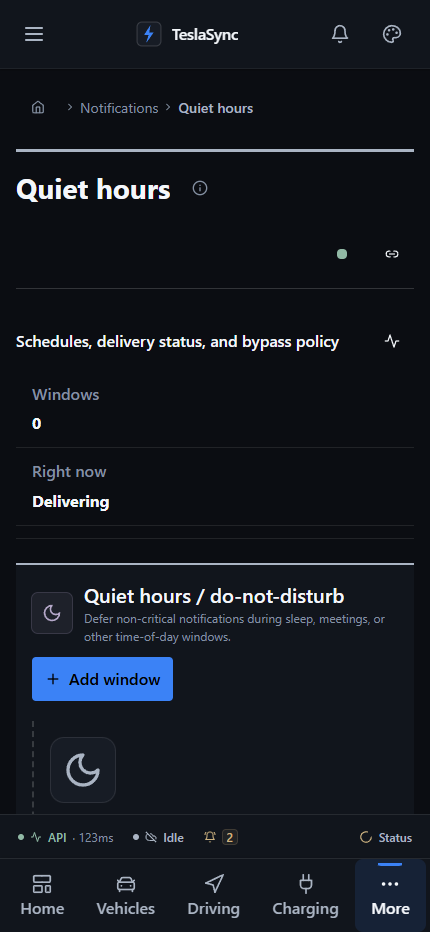 TeslaSync
Notifications
Quiet hours
Quiet hours
Schedules, delivery status, and bypass policy
Windows
0
Right now
Delivering
Quiet hours / do-not-disturb
Defer non-critical notifications during sleep, meetings, or
other time-of-day windows.
Add window
API · 123ms
Idle
2
Status
Home
Vehicles
Driving
Charging
More